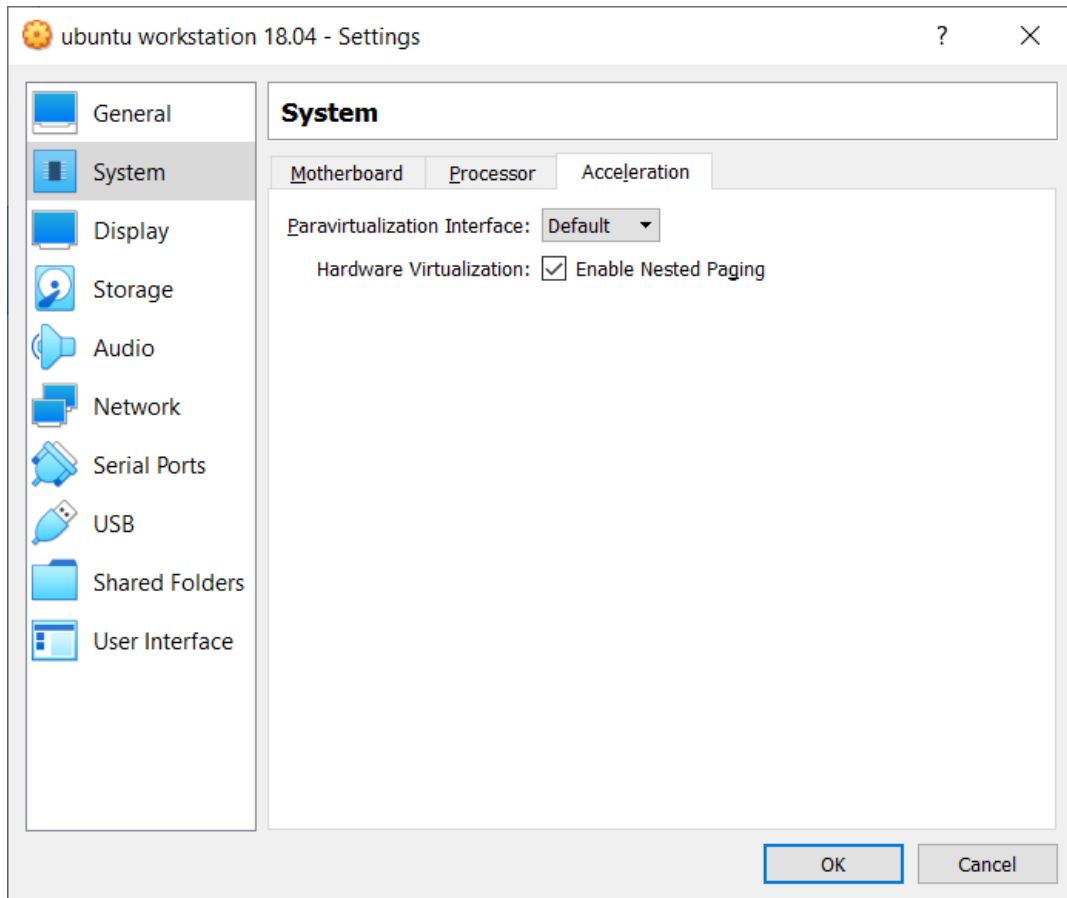 ubuntu workstation 18.04 - Settings
General
System
Display
Storage
Audio
Network
Serial Ports
USB
Shared Folders
User Interface
System
Motherboard Processor Acceleration
Paravirtualization Interface: Default
Hardware Virtualization: Enable Nested Paging
OK Cancel